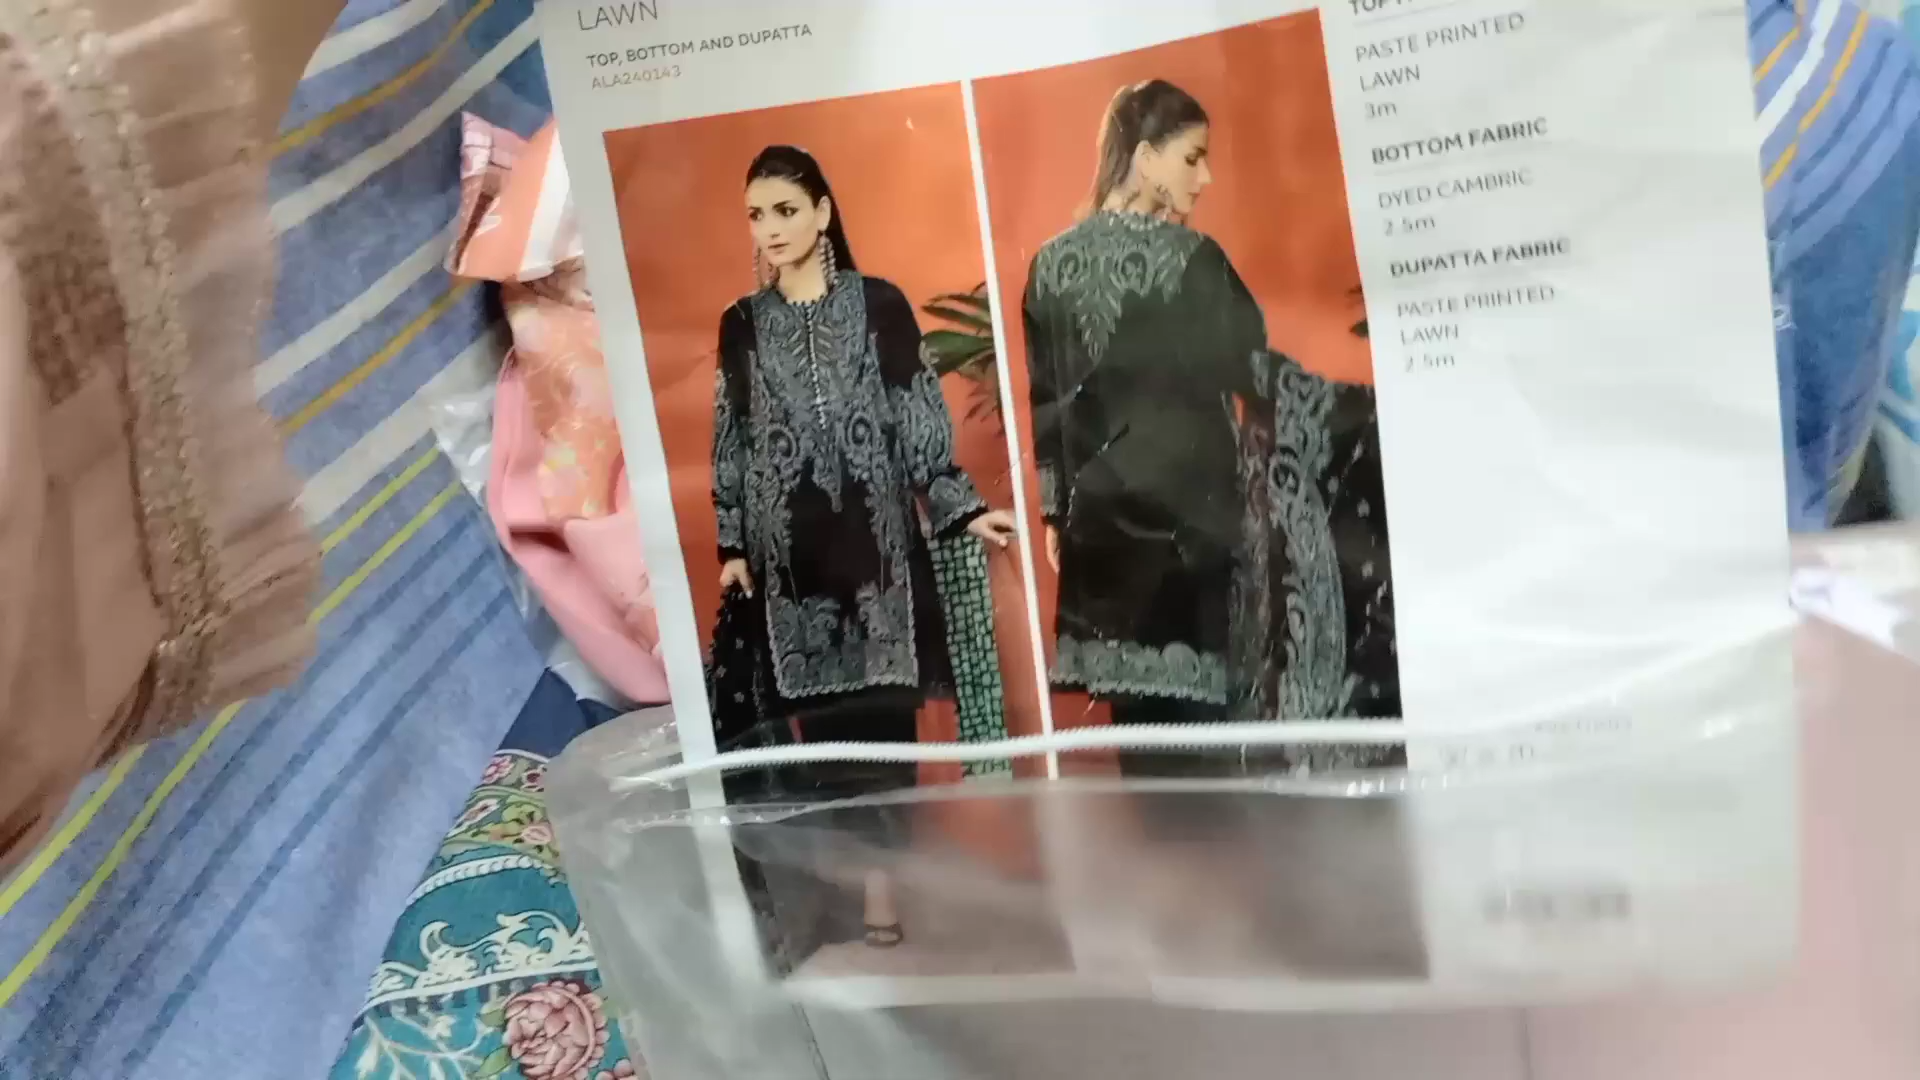 LAWN
TOP, BOTTOM AND DUPATTA
ALA240143
PASTE PRINTED
LAWN
3m
BOTTOM FABRIC
DYED CAMBRIC
2.5m
DUPATTA FABRIC
PASTE PRINTED
LAWN
2.5m